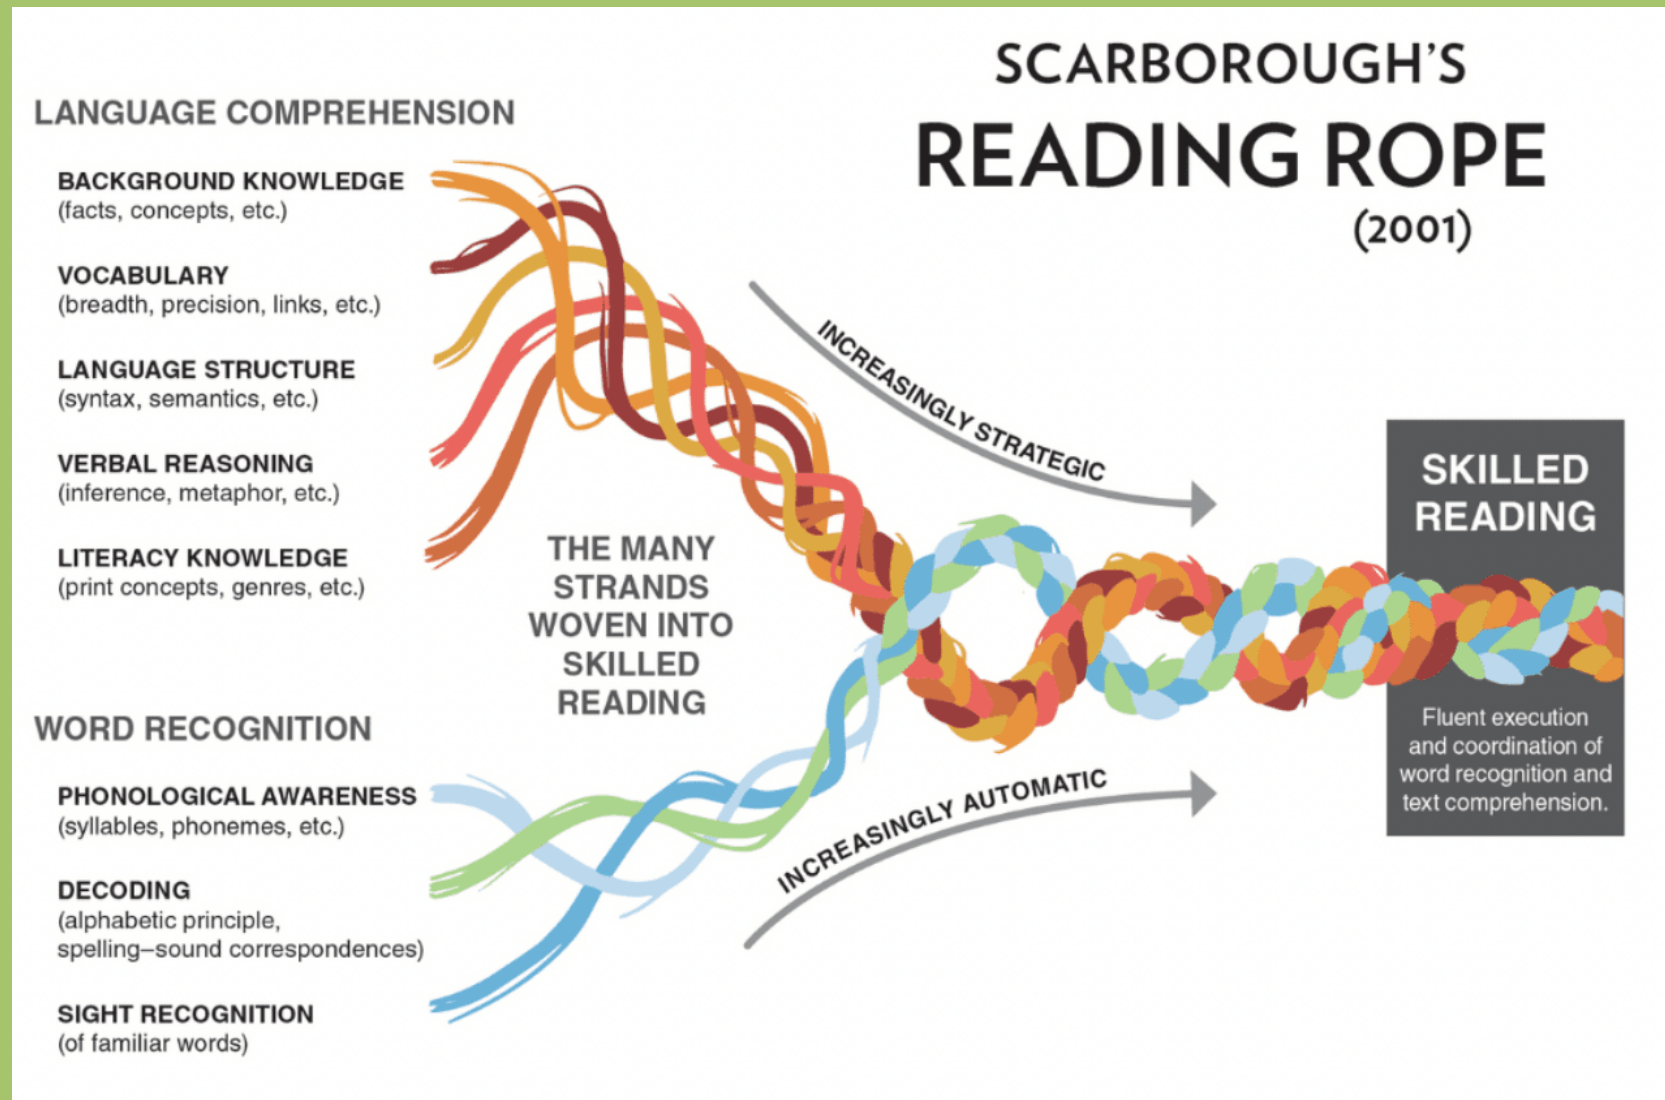 SCARBOROUGH'S
READING ROPE
(2001)
LANGUAGE COMPREHENSION
BACKGROUND KNOWLEDGE
(facts, concepts, etc.)
VOCABULARY
(breadth, precision, links, etc.)
LANGUAGE STRUCTURE
(syntax, semantics, etc.)
VERBAL REASONING
(inference, metaphor, etc.)
LITERACY KNOWLEDGE
(print concepts, genres, etc.)
THE MANY
STRANDS
WOVEN INTO
SKILLED
READING
WORD RECOGNITION
PHONOLOGICAL AWARENESS
(syllables, phonemes, etc.)
DECODING
(alphabetic principle,
spelling–sound correspondences)
SIGHT RECOGNITION
(of familiar words)
INCREASINGLY STRATEGIC
INCREASINGLY AUTOMATIC
SKILLED
READING
Fluent execution
and coordination of
word recognition and
text comprehension.